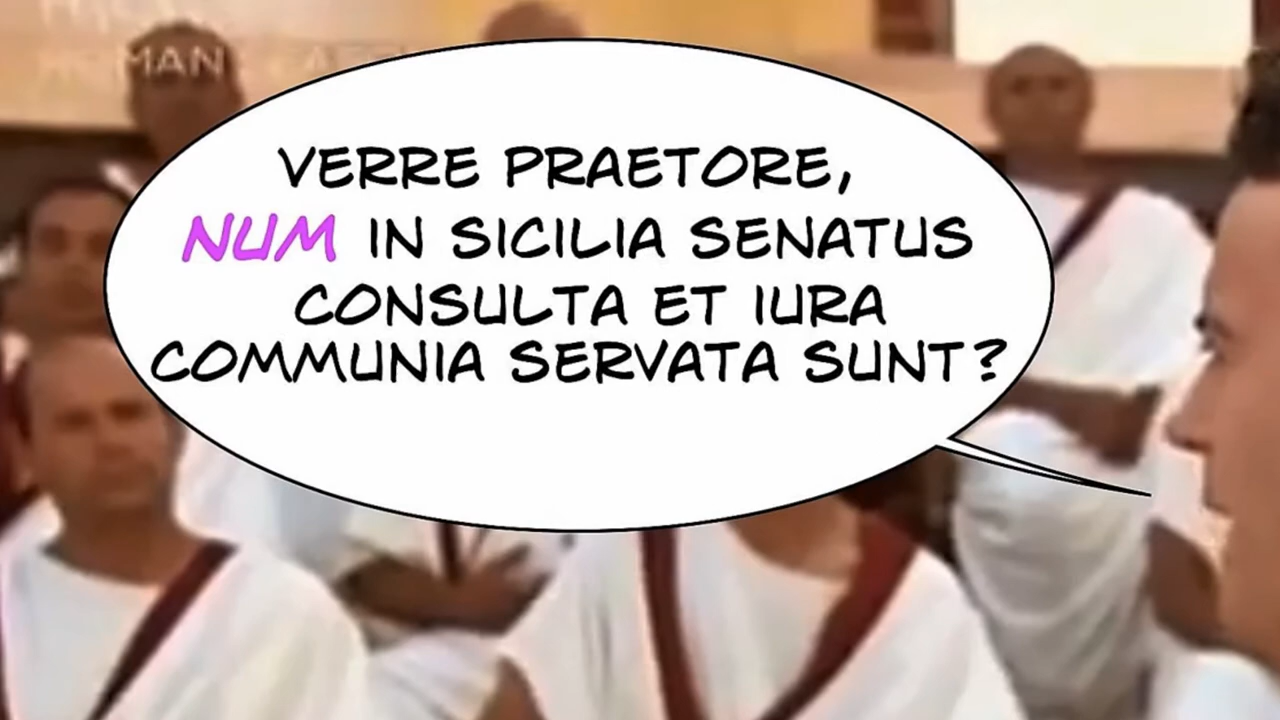 VERRE PRAETORE,
NUM IN SICILIA SENATUS
CONSULTA ET IURA
COMMUNIA SERVATA SUNT?